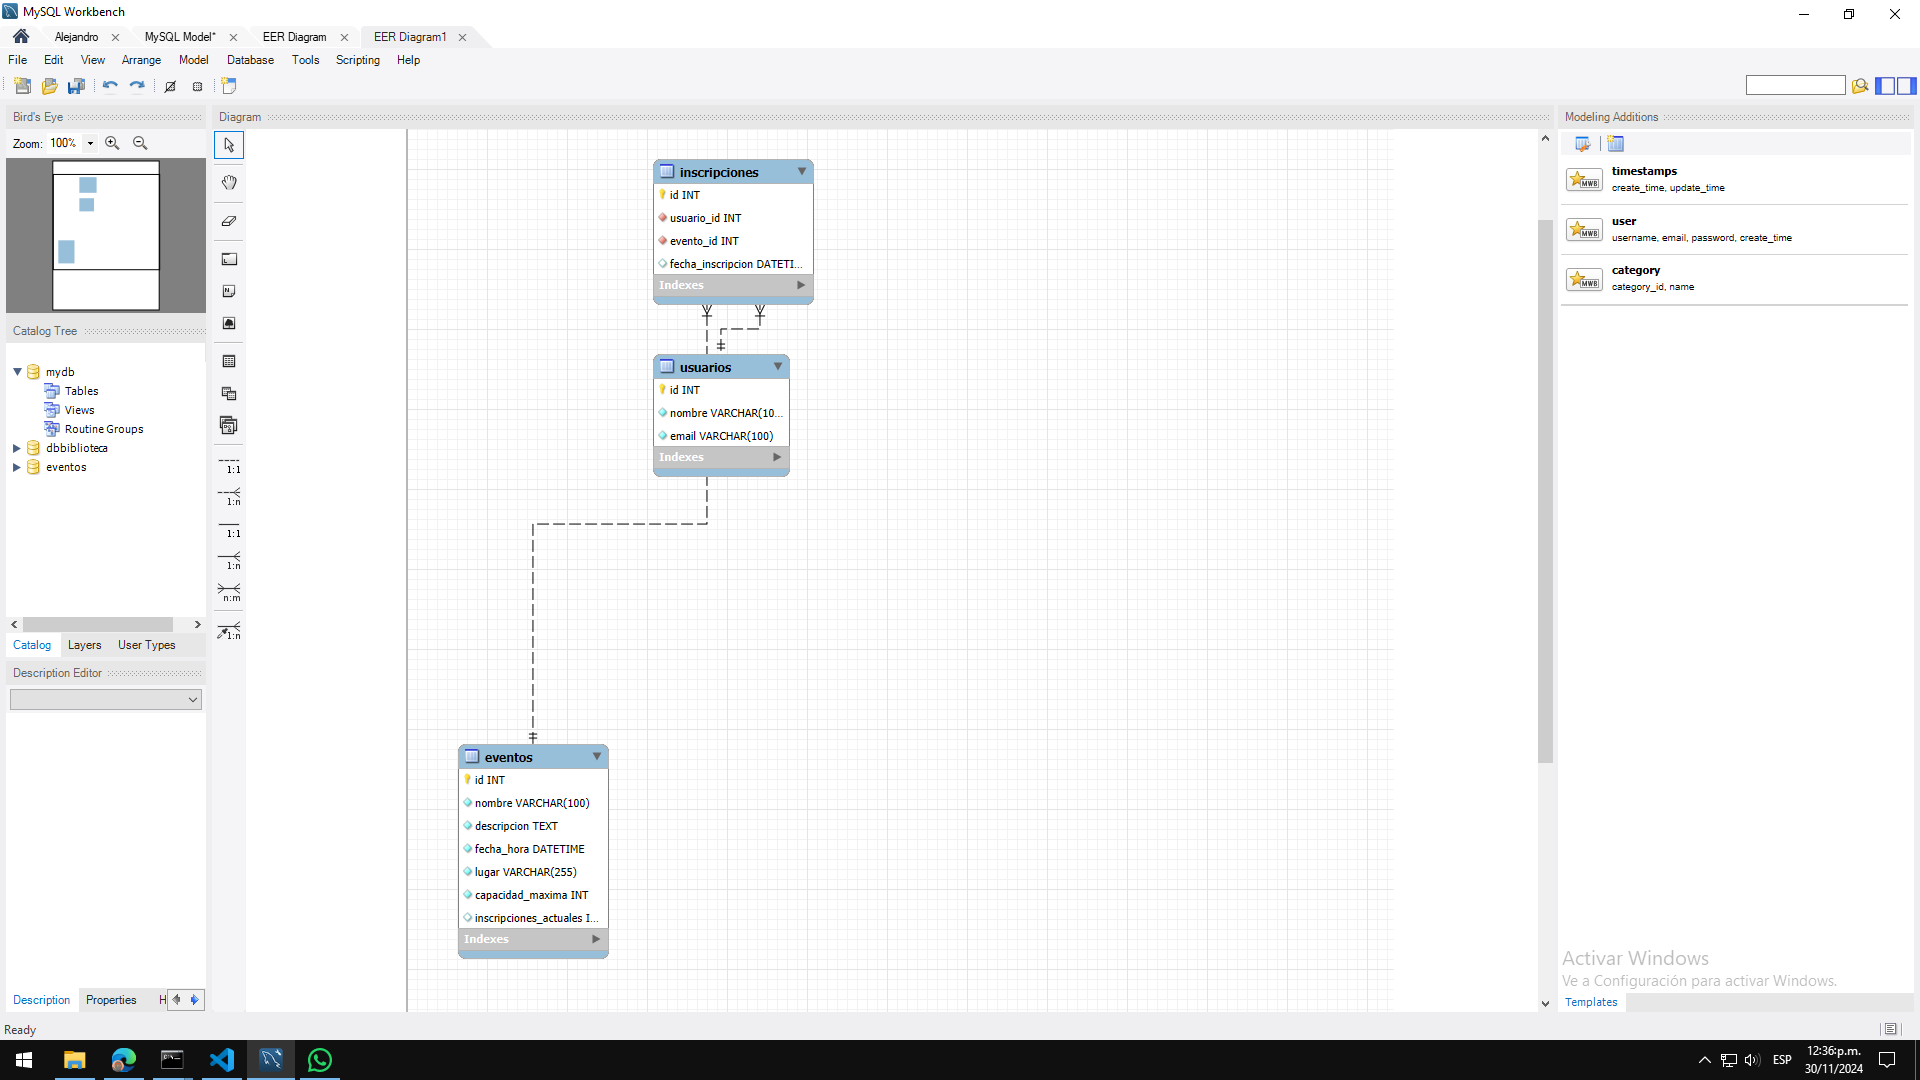 MySQL Workbench
Alejandro
MySQL Model*
EER Diagram
EER Diagram1
File Edit View Arrange Model Database Tools Scripting Help
Bird's Eye
Zoom: 100%
Catalog Tree
mydb
Tables
Views
Routine Groups
dbbiblioteca
eventos
Catalog Layers User Types
Description Editor
Description Properties H
Ready
Diagram
1:1
1:n
1:1
1:n
n:m
1:n
inscripciones
id INT
usuario_id INT
evento_id INT
fecha_inscripcion DATETI...
Indexes
usuarios
id INT
nombre VARCHAR(10...
email VARCHAR(100)
Indexes
eventos
id INT
nombre VARCHAR(100)
descripcion TEXT
fecha_hora DATETIME
lugar VARCHAR(255)
capacidad_maxima INT
inscripciones_actuales I...
Indexes
Modeling Additions
MWB
timestamps
create_time, update_time
MWB
user
username, email, password, create_time
MWB
category
category_id, name
Activar Windows
Ve a Configuración para activar Windows.
Templates
ESP
12:36:p.m.
30/11/2024